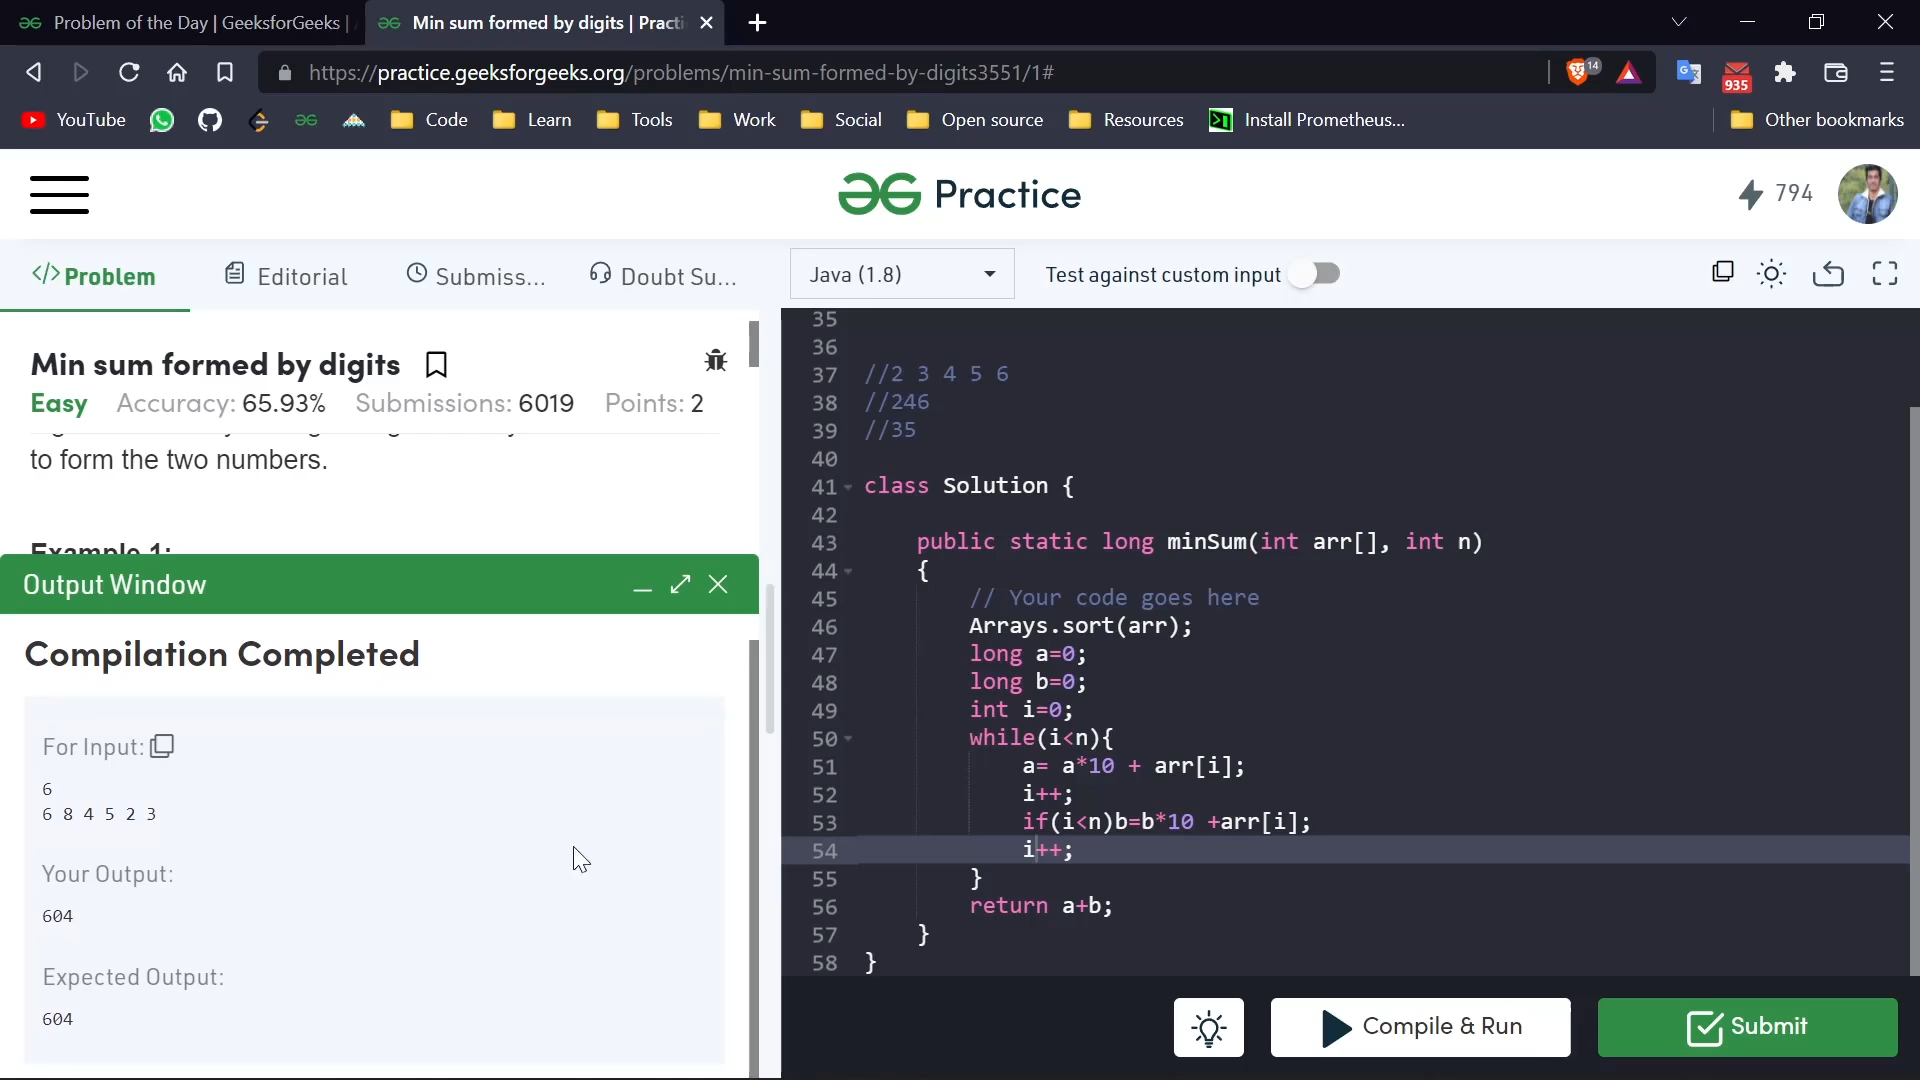 Problem of the Day | GeeksforGeeks |
Min sum formed by digits | Practi
https://practice.geeksforgeeks.org/problems/min-sum-formed-by-digits3551/1#
14
935
YouTube
Code
Learn
Tools
Work
Social
Open source
Resources
Install Prometheus...
Other bookmarks
Practice
794
</>Problem
Editorial
Submiss...
Doubt Su...
Java (1.8)
Test against custom input
Min sum formed by digits
Easy Accuracy: 65.93% Submissions: 6019 Points: 2
to form the two numbers.
Example 1:
Output Window
Compilation Completed
For Input:
6
6 8 4 5 2 3
Your Output:
604
Expected Output:
604
35
36
37 //2 3 4 5 6
38 //246
39 //35
40
41 class Solution {
42
43 public static long minSum(int arr[], int n)
44 {
45 // Your code goes here
46 Arrays.sort(arr);
47 long a=0;
48 long b=0;
49 int i=0;
50 while(i<n){
51 a= a*10 + arr[i];
52 i++;
53 if(i<n)b=b*10 +arr[i];
54 i++;
55 }
56 return a+b;
57 }
58 }
Compile & Run
Submit